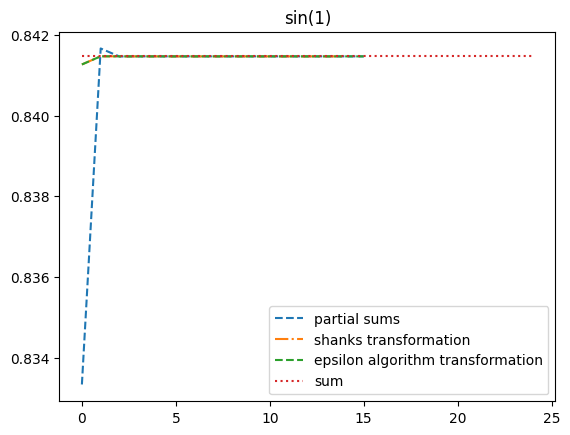 sin(1)
0.842
0.840
0.838
0.836
0.834
0
5
10
15
20
25
partial sums
shanks transformation
epsilon algorithm transformation
sum